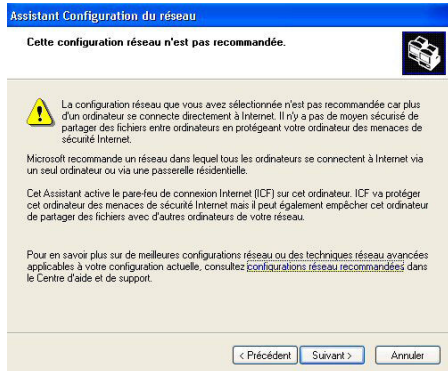 Assistant Configuration du réseau
Cette configuration réseau n'est pas recommandée.
La configuration réseau que vous avez sélectionnée n'est pas recommandée car plus
d'un ordinateur se connecte directement à Internet. Il n'y a pas de moyen sécurisé de
partager des fichiers entre ordinateurs en protégeant votre ordinateur des menaces de
sécurité Internet.
Microsoft recommande un réseau dans lequel tous les ordinateurs se connectent à Internet via
un seul ordinateur ou via une passerelle résidentielle.
Cet Assistant active le pare-feu de connexion Internet (ICF) sur cet ordinateur. ICF va protéger
cet ordinateur des menaces de sécurité Internet mais il peut également empêcher cet ordinateur
de partager des fichiers avec d'autres ordinateurs de votre réseau.
Pour en savoir plus sur de meilleures configurations réseau ou des techniques réseau avancées
applicables à votre configuration actuelle, consultez configurations réseau recommandées dans
le Centre d'aide et de support.
< Précédent Suivant > Annuler